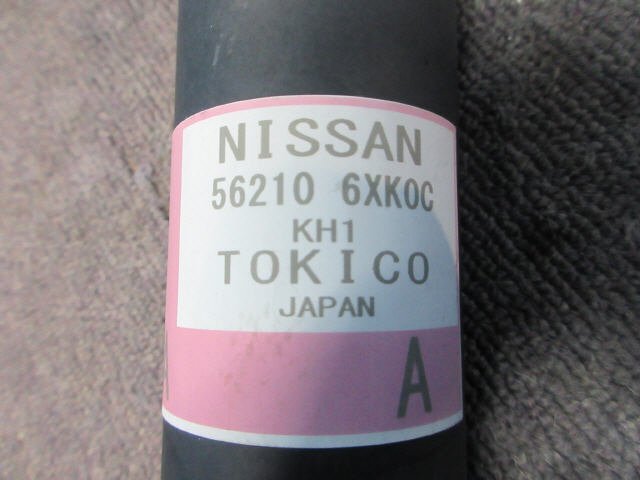 NISSAN
56210 6XK0C
KH1
TOKICO
JAPAN
A